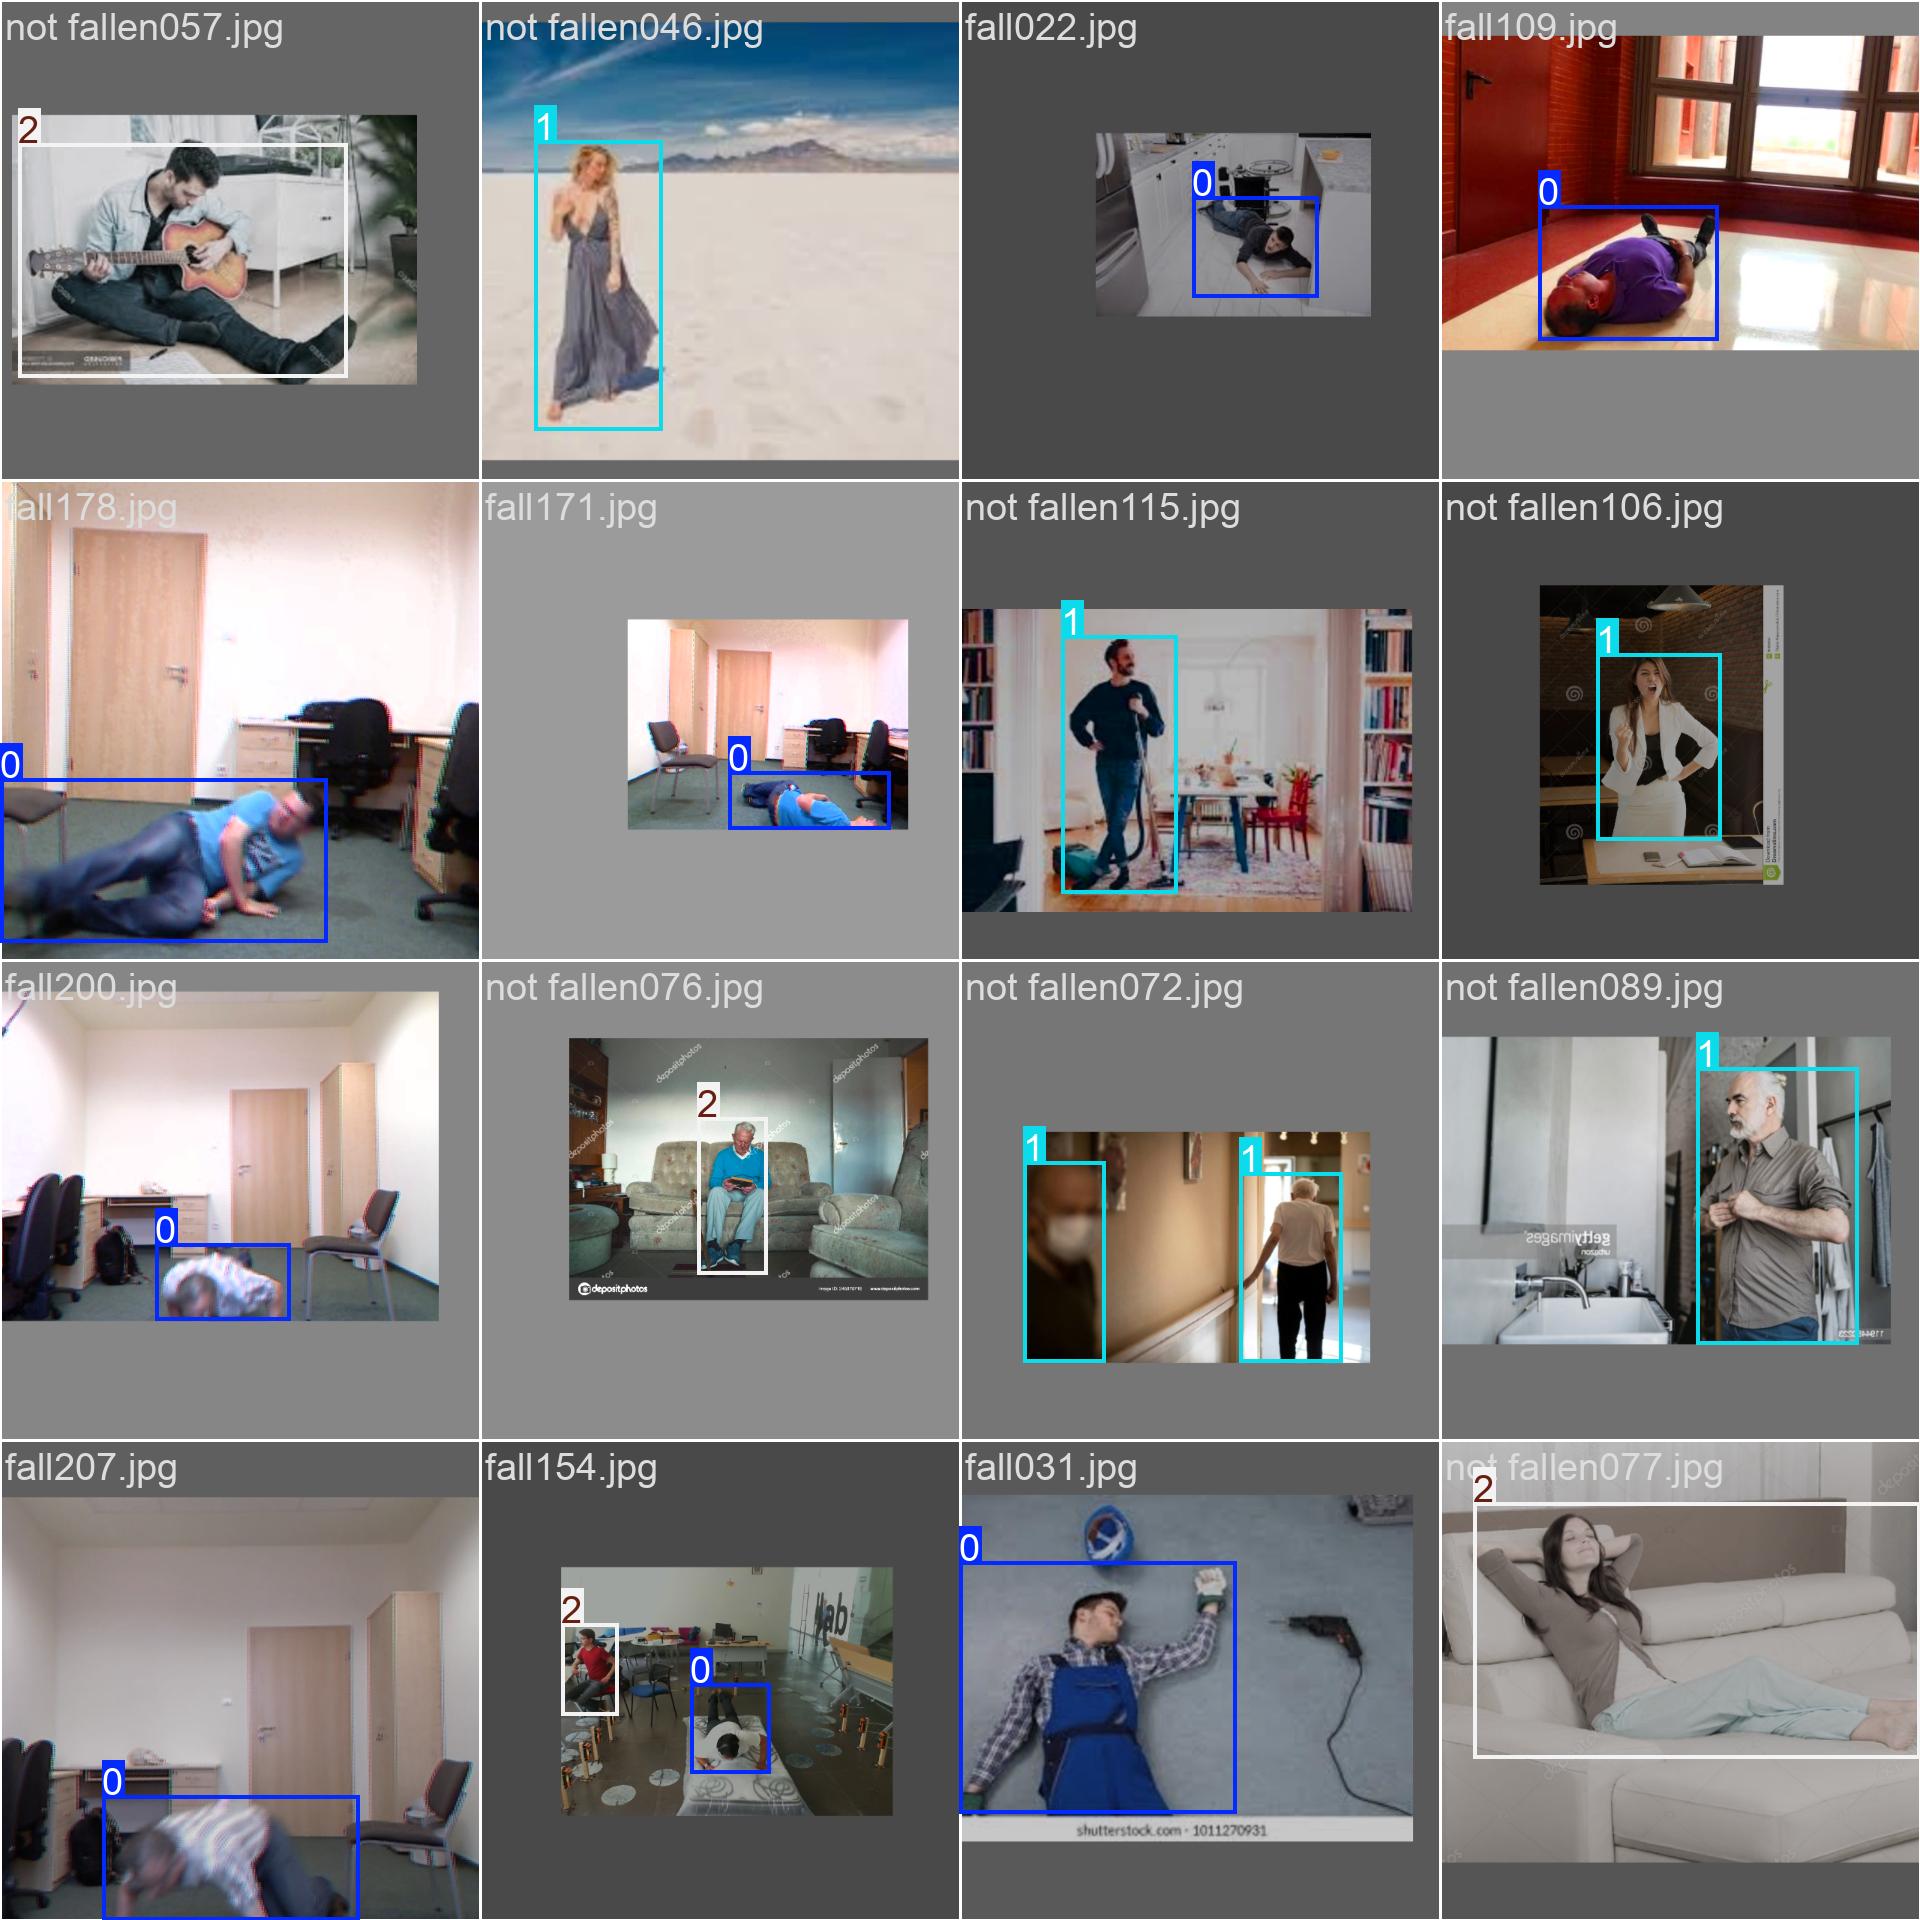 not fallen057.jpg
not fallen046.jpg
fall022.jpg
fall109.jpg
2
1
0
0
fall178.jpg
fall171.jpg
not fallen115.jpg
not fallen106.jpg
0
0
1
1
fall200.jpg
not fallen076.jpg
not fallen072.jpg
not fallen089.jpg
0
2
depositphotos
depositphotos
depositphotos
1
1
1
gettyimages
fall207.jpg
fall154.jpg
fall031.jpg
not fallen077.jpg
0
2
0
lab
0
shutterstock.com · 1011270931
2